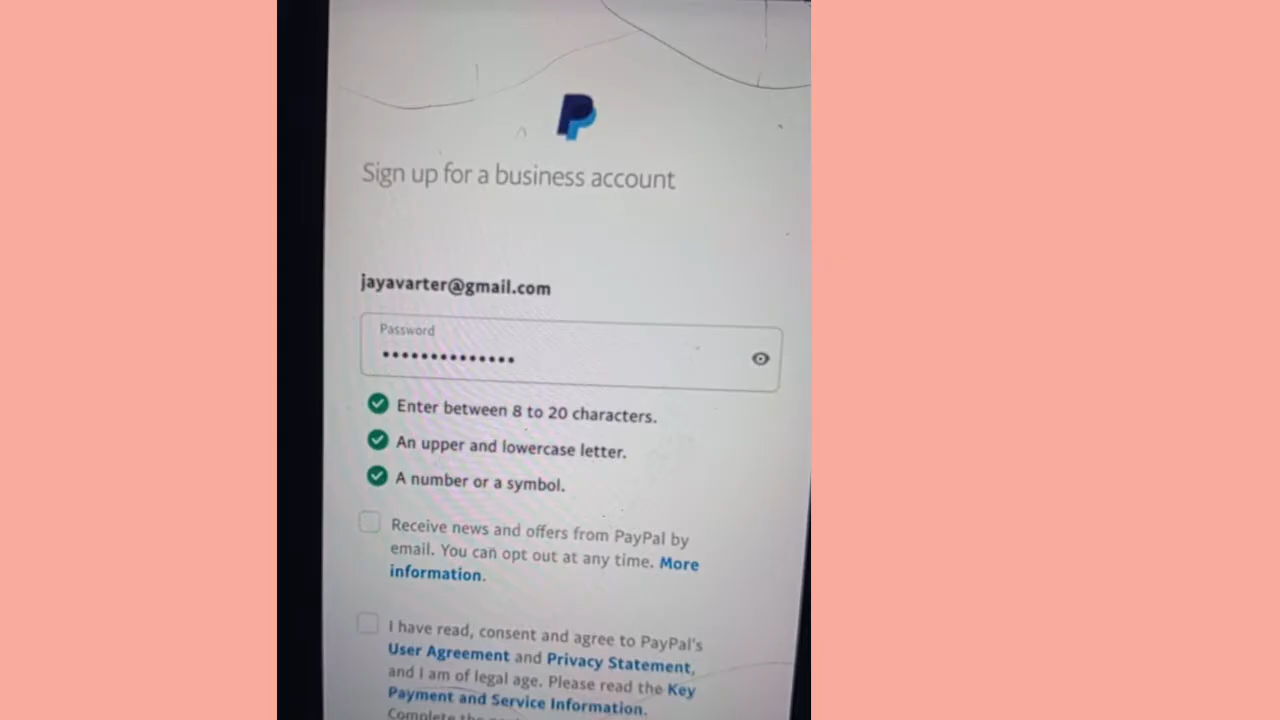 Sign up for a business account
jayavarter@gmail.com
Password
••••••••••••••
Enter between 8 to 20 characters.
An upper and lowercase letter.
A number or a symbol.
Receive news and offers from PayPal by
email. You can opt out at any time. More
information.
I have read, consent and agree to PayPal's
User Agreement and Privacy Statement,
and I am of legal age. Please read the Key
Payment and Service Information.
Complete the